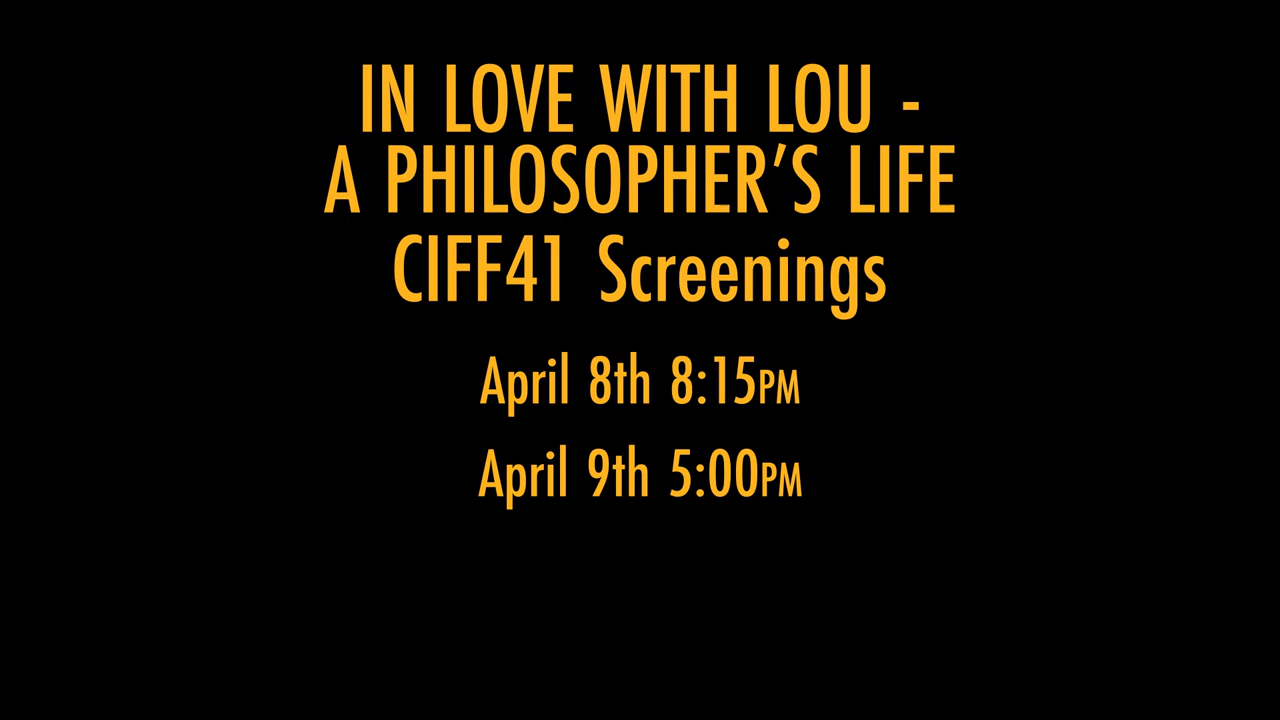 IN LOVE WITH LOU -
A PHILOSOPHER’S LIFE
CIFF41 Screenings
April 8th 8:15PM
April 9th 5:00PM